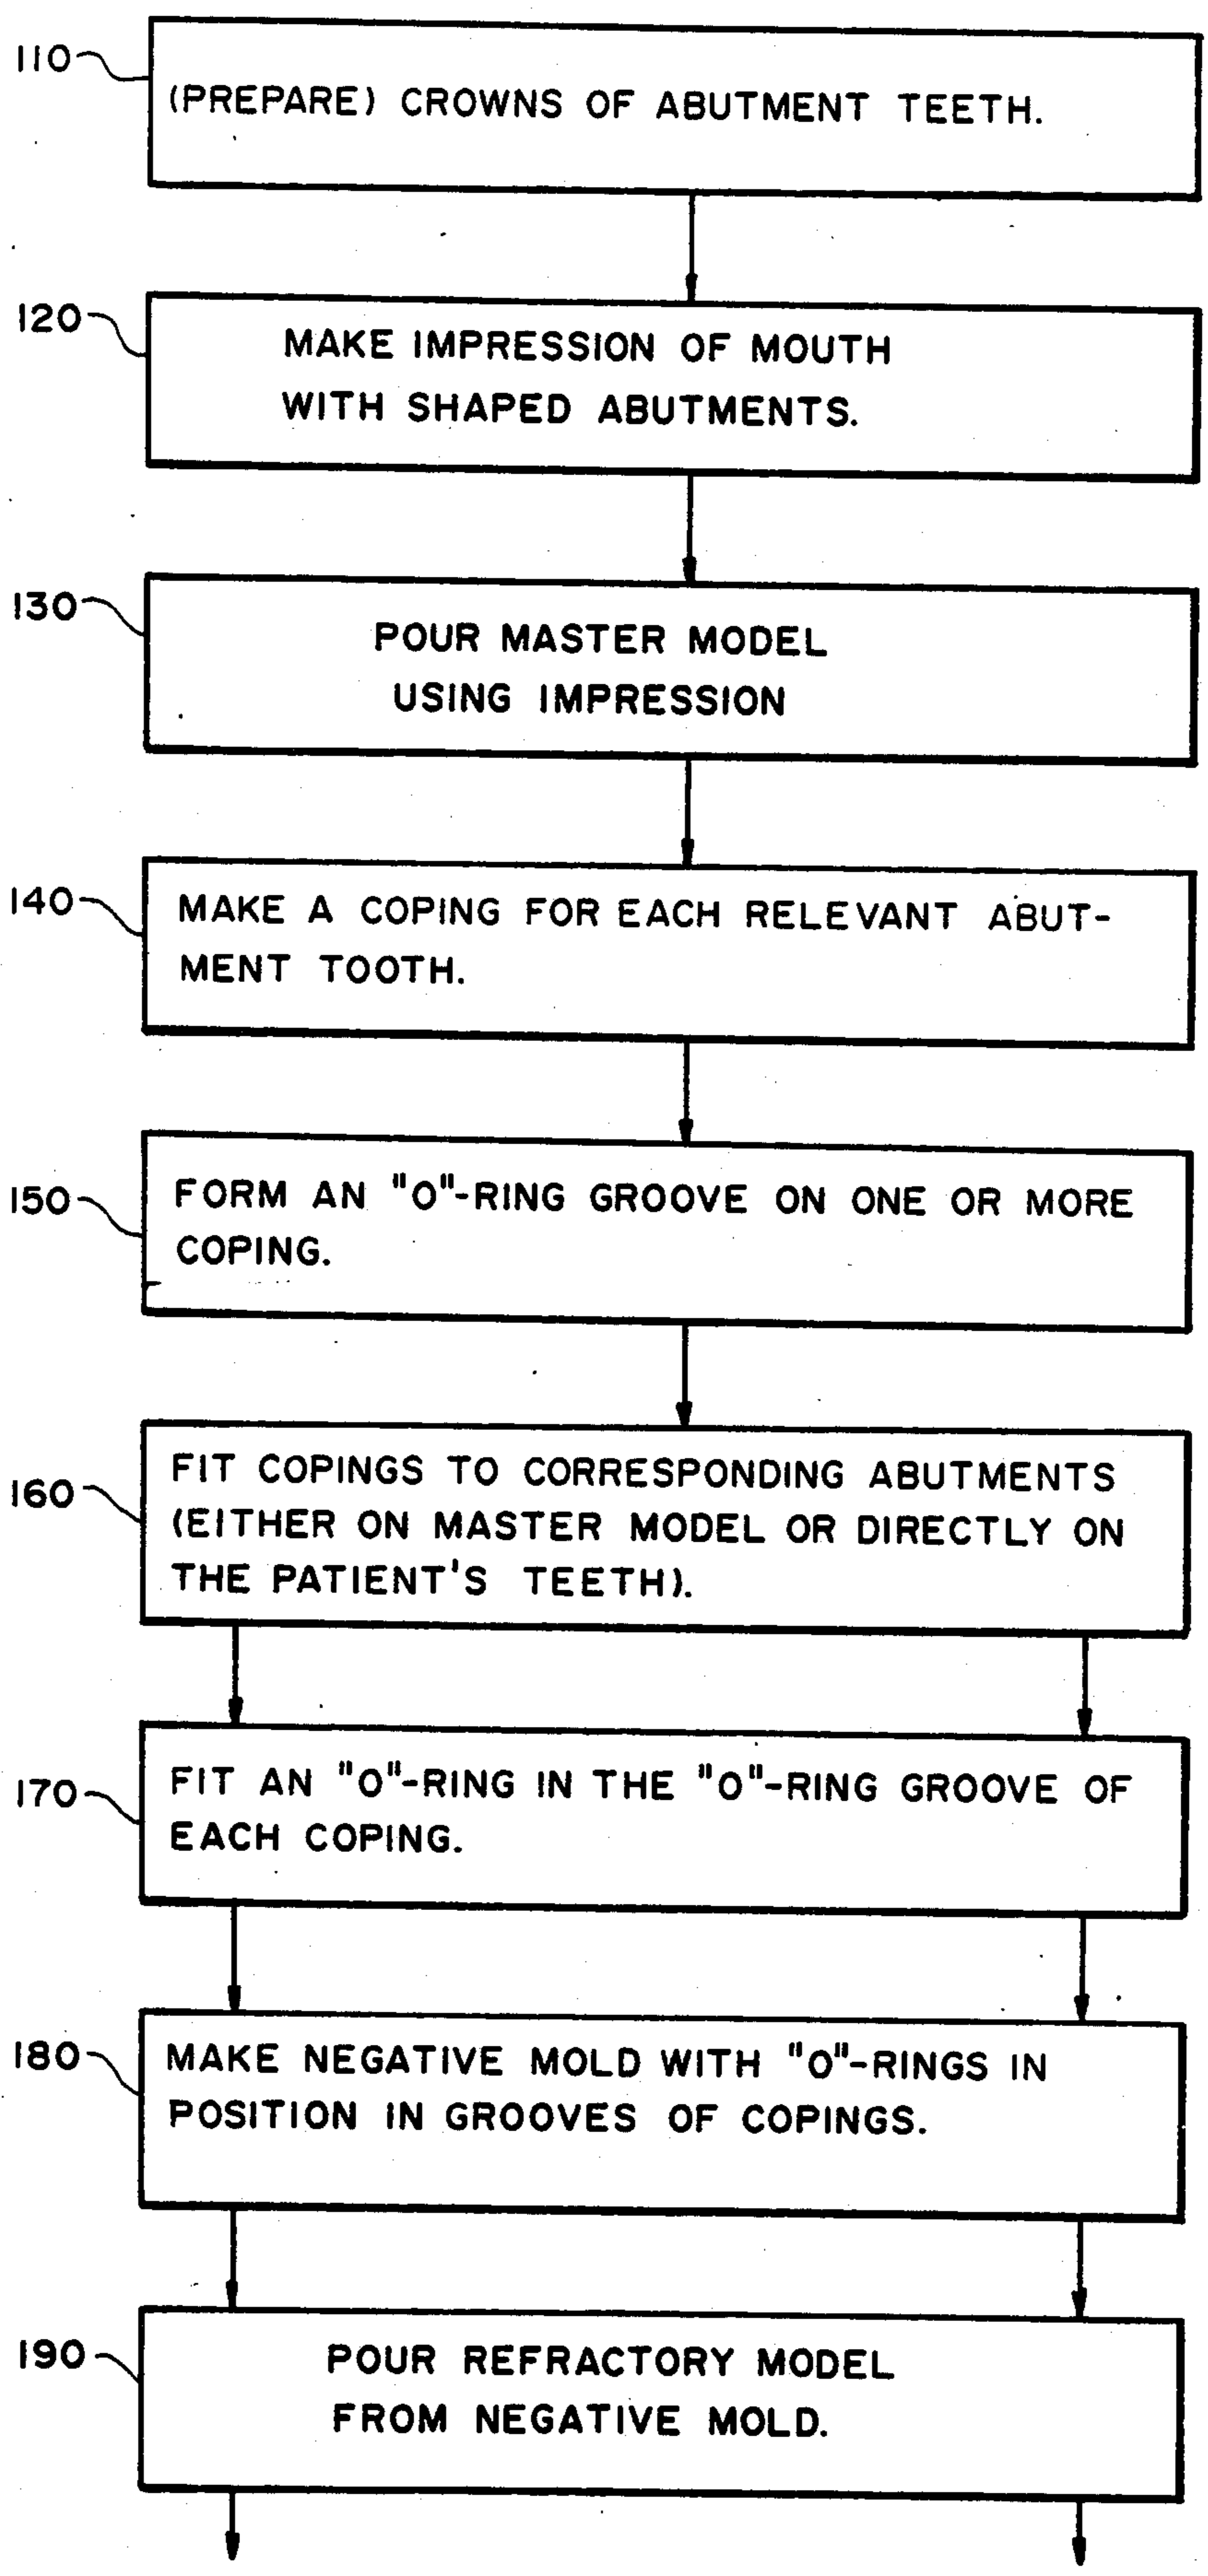 110
(PREPARE) CROWNS OF ABUTMENT TEETH.
120
MAKE IMPRESSION OF MOUTH
WITH SHAPED ABUTMENTS.
130
POUR MASTER MODEL
USING IMPRESSION
140
MAKE A COPING FOR EACH RELEVANT ABUT-
MENT TOOTH.
150
FORM AN "O"-RING GROOVE ON ONE OR MORE
COPING.
160
FIT COPINGS TO CORRESPONDING ABUTMENTS
(EITHER ON MASTER MODEL OR DIRECTLY ON
THE PATIENT'S TEETH).
170
FIT AN "O"-RING IN THE "O"-RING GROOVE OF
EACH COPING.
180
MAKE NEGATIVE MOLD WITH "O"-RINGS IN
POSITION IN GROOVES OF COPINGS.
190
POUR REFRACTORY MODEL
FROM NEGATIVE MOLD.